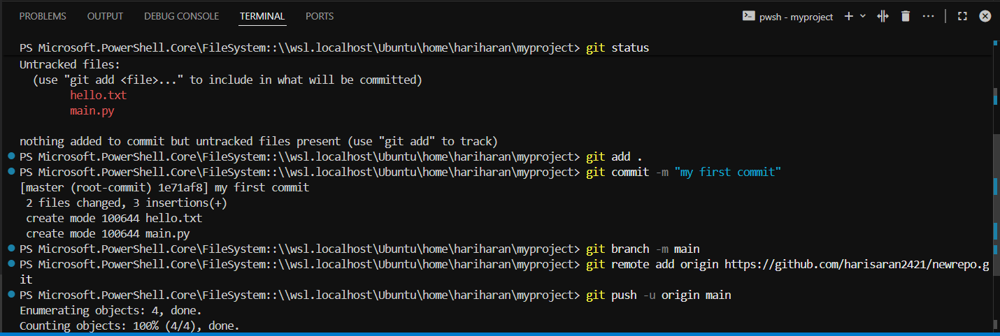 PROBLEMS OUTPUT DEBUG CONSOLE TERMINAL PORTS pwsh - myproject
PS Microsoft.PowerShell.Core\FileSystem::\\wsl.localhost\Ubuntu\home\hariharan\myproject> git status
Untracked files:
  (use "git add <file>..." to include in what will be committed)
        hello.txt
        main.py

nothing added to commit but untracked files present (use "git add" to track)
PS Microsoft.PowerShell.Core\FileSystem::\\wsl.localhost\Ubuntu\home\hariharan\myproject> git add .
PS Microsoft.PowerShell.Core\FileSystem::\\wsl.localhost\Ubuntu\home\hariharan\myproject> git commit -m "my first commit"
[master (root-commit) 1e71af8] my first commit
 2 files changed, 3 insertions(+)
 create mode 100644 hello.txt
 create mode 100644 main.py
PS Microsoft.PowerShell.Core\FileSystem::\\wsl.localhost\Ubuntu\home\hariharan\myproject> git branch -m main
PS Microsoft.PowerShell.Core\FileSystem::\\wsl.localhost\Ubuntu\home\hariharan\myproject> git remote add origin https://github.com/harisaran2421/newrepo.g
it
PS Microsoft.PowerShell.Core\FileSystem::\\wsl.localhost\Ubuntu\home\hariharan\myproject> git push -u origin main
Enumerating objects: 4, done.
Counting objects: 100% (4/4), done.